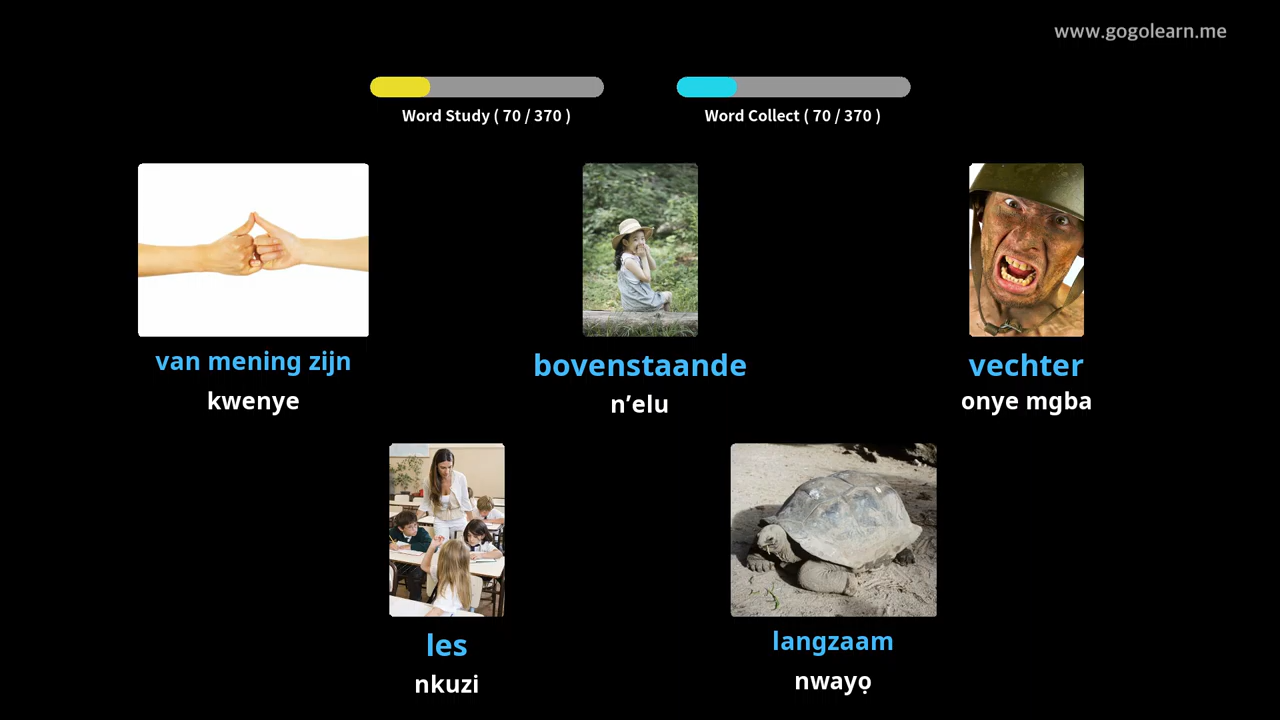 www.gogolearn.me
Word Study ( 70 / 370 )
Word Collect ( 70 / 370 )
van mening zijn
kwenye
bovenstaande
n’elu
vechter
onye mgba
les
nkuzi
langzaam
nwayọ